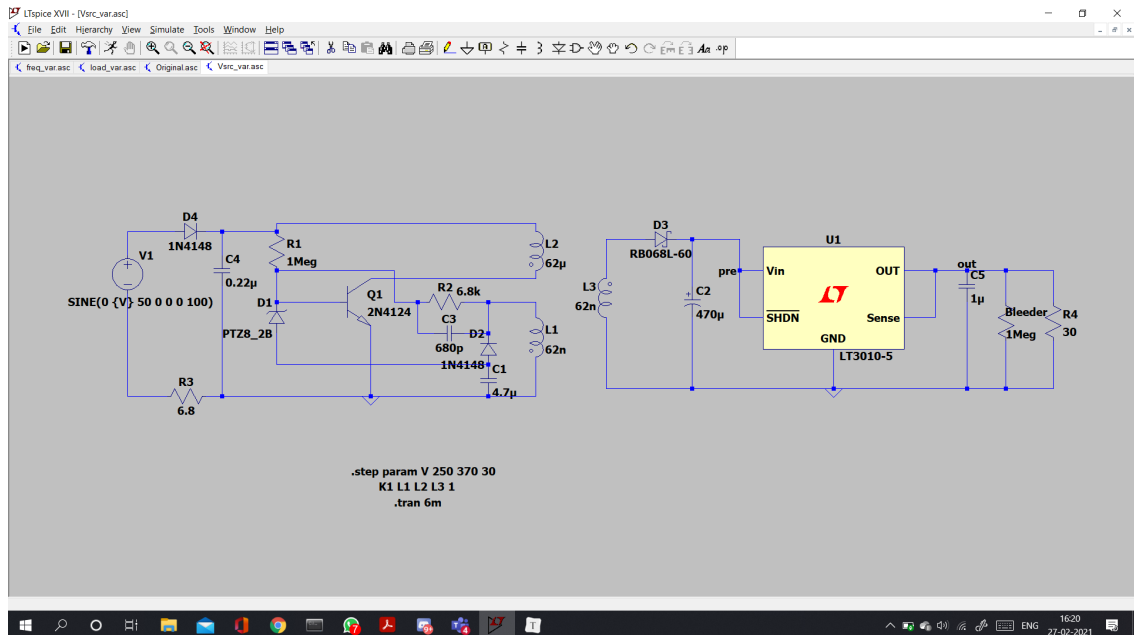 LTspice XVII - [Vsrc_var.asc]
File Edit Hierarchy View Simulate Tools Window Help
Aa .op
freq_var.asc load_var.asc Original.asc Vsrc_var.asc
D4
1N4148
V1
SINE(0 {V} 50 0 0 0 100)
R3
6.8
C4
0.22µ
R1
1Meg
D1
PTZ8_2B
Q1
2N4124
R2 6.8k
C3
680p
D2
1N4148
C1
4.7µ
L2
62µ
L1
62n
L3
62n
D3
RB068L-60
C2
470µ
pre
U1
Vin
OUT
SHDN
Sense
GND
LT3010-5
out
C5
1µ
Bleeder
1Meg
R4
30
.step param V 250 370 30
K1 L1 L2 L3 1
.tran 6m
ENG
16:20
27-02-2021